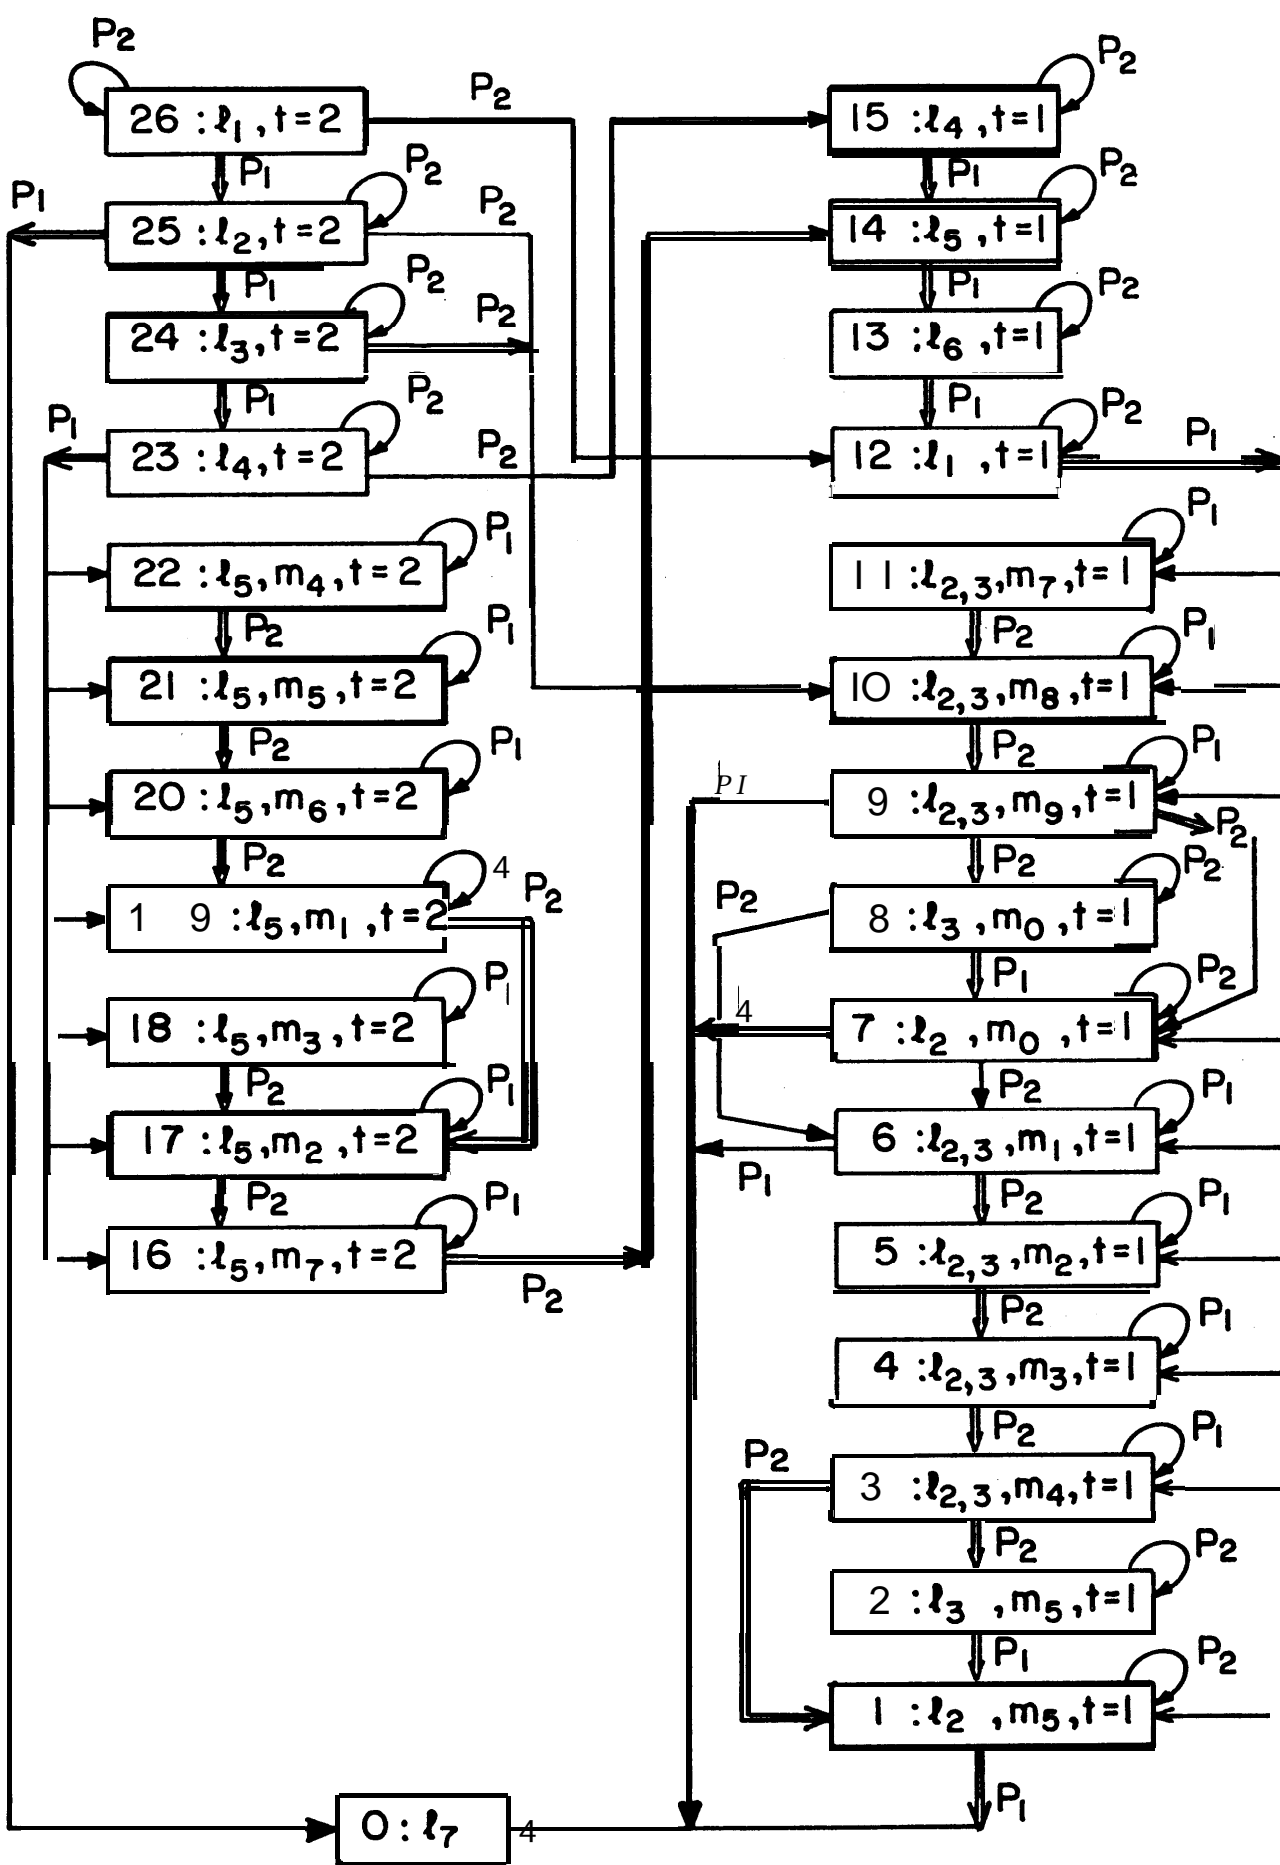 P2
26 : ℓ1, t=2
P2
P1
P1
25 : ℓ2, t=2
P2
P2
P1
24 : ℓ3, t=2
P2
P2
P1
P1
23 : ℓ4, t=2
P2
P2
22 : ℓ5, m4, t=2
P1
P2
21 : ℓ5, m5, t=2
P1
P2
20 : ℓ5, m6, t=2
P1
P2
1 9 : ℓ5, m1, t=2
4
P2
18 : ℓ5, m3, t=2
P1
P2
17 : ℓ5, m2, t=2
P1
P2
16 : ℓ5, m7, t=2
P1
P2
0 : ℓ7
4
15 : ℓ4, t=1
P2
P1
14 : ℓ5, t=1
P2
P1
13 : ℓ6, t=1
P2
P1
12 : ℓ1, t=1
P2
P1
11 : ℓ2,3, m7, t=1
P1
P2
10 : ℓ2,3, m8, t=1
P1
P2
PI
9 : ℓ2,3, m9, t=1
P1
P2
P2
P2
8 : ℓ3, m0, t=1
P2
P1
4
7 : ℓ2, m0, t=1
P2
P2
6 : ℓ2,3, m1, t=1
P1
P1
P2
5 : ℓ2,3, m2, t=1
P1
P2
4 : ℓ2,3, m3, t=1
P1
P2
P2
3 : ℓ2,3, m4, t=1
P1
P2
2 : ℓ3, m5, t=1
P2
P1
1 : ℓ2, m5, t=1
P2
P1